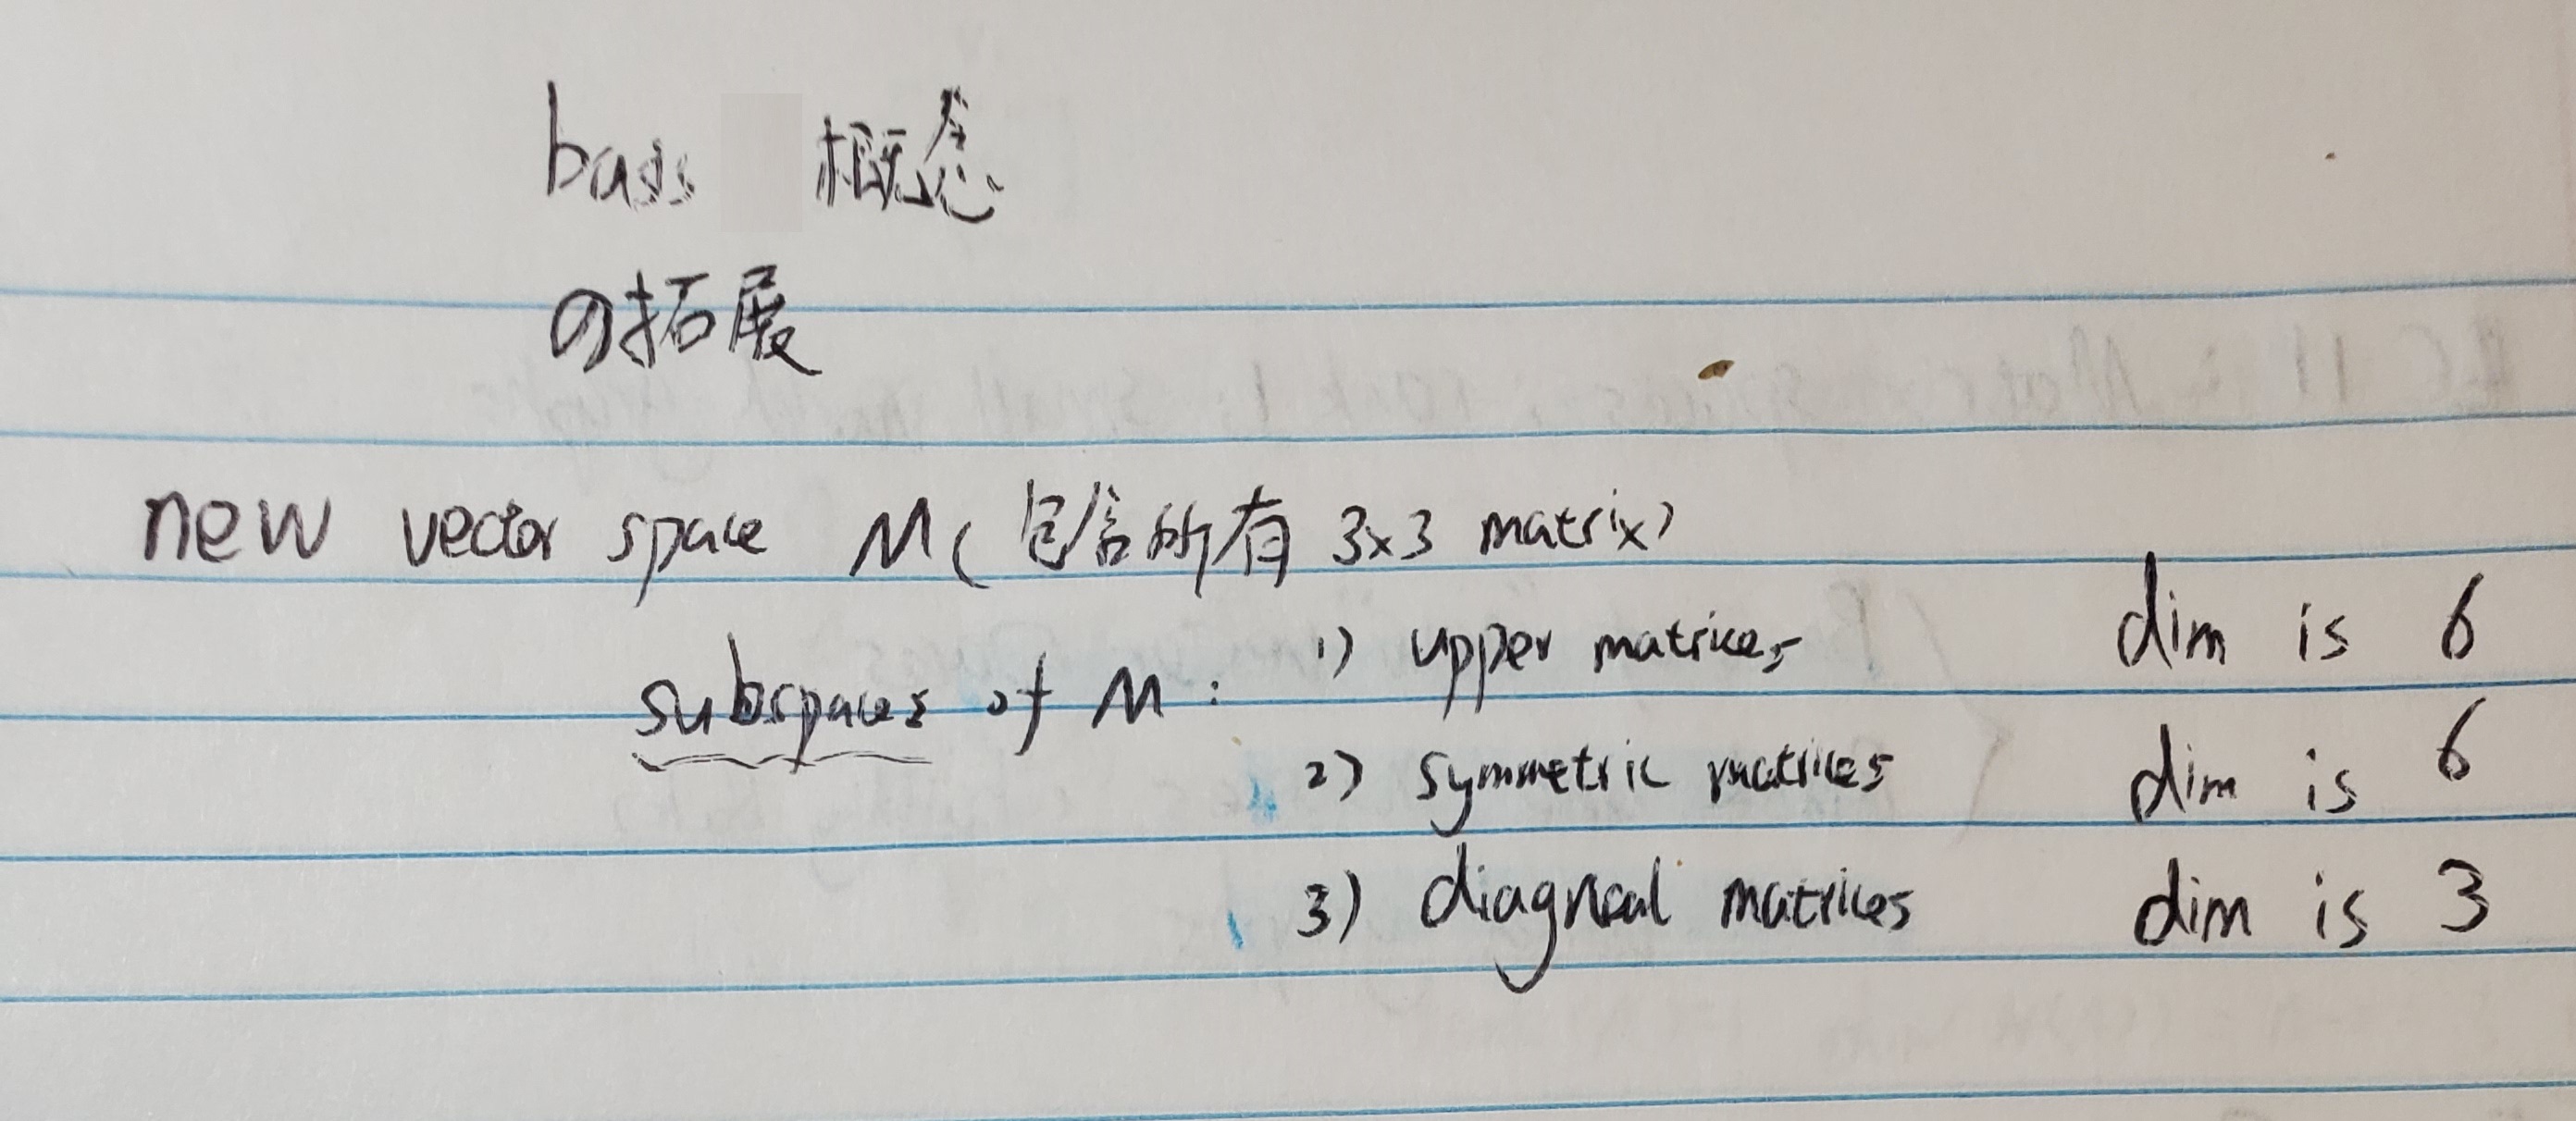 basis 概念
の拓展
new vector space M ( 包含所有 3x3 matrix)
subspaces of M : 1) upper matrices dim is 6
2) symmetric matrices dim is 6
3) diagnoal matrices dim is 3